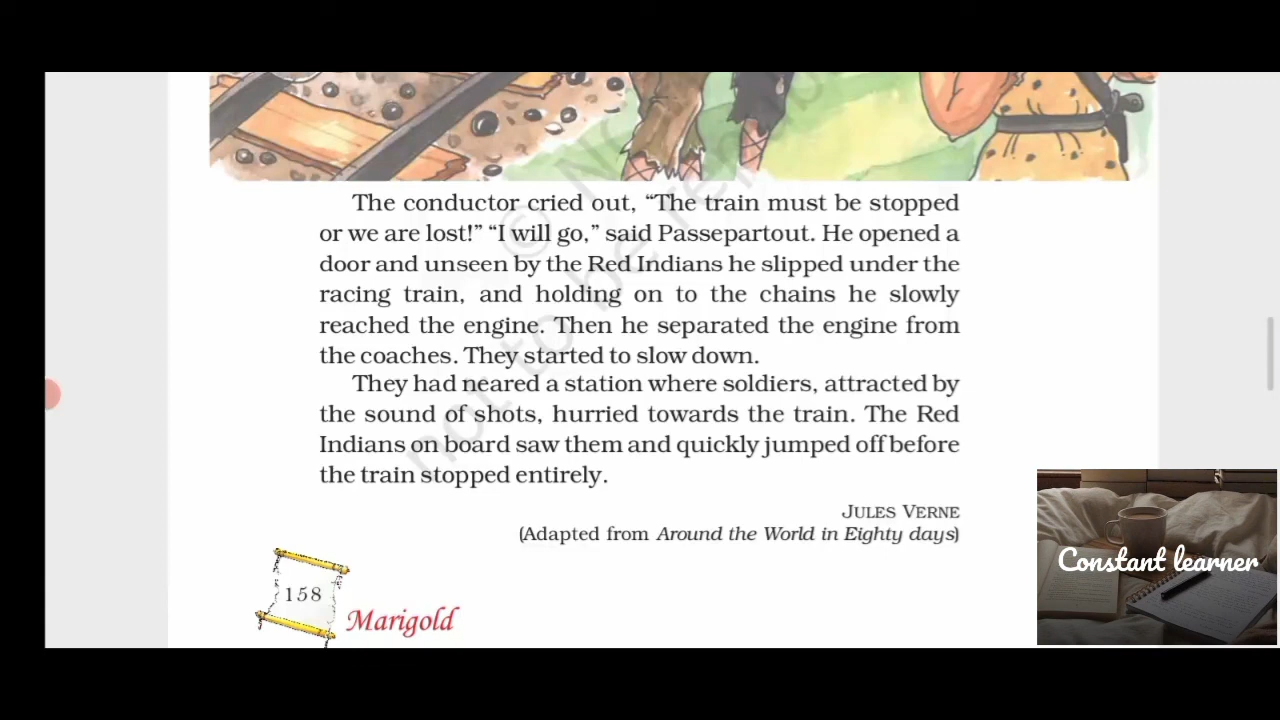 The conductor cried out, “The train must be stopped
or we are lost!” “I will go,” said Passepartout. He opened a
door and unseen by the Red Indians he slipped under the
racing train, and holding on to the chains he slowly
reached the engine. Then he separated the engine from
the coaches. They started to slow down.
They had neared a station where soldiers, attracted by
the sound of shots, hurried towards the train. The Red
Indians on board saw them and quickly jumped off before
the train stopped entirely.
JULES VERNE
(Adapted from Around the World in Eighty days)
158
Marigold
Constant learner
© N
not to be re